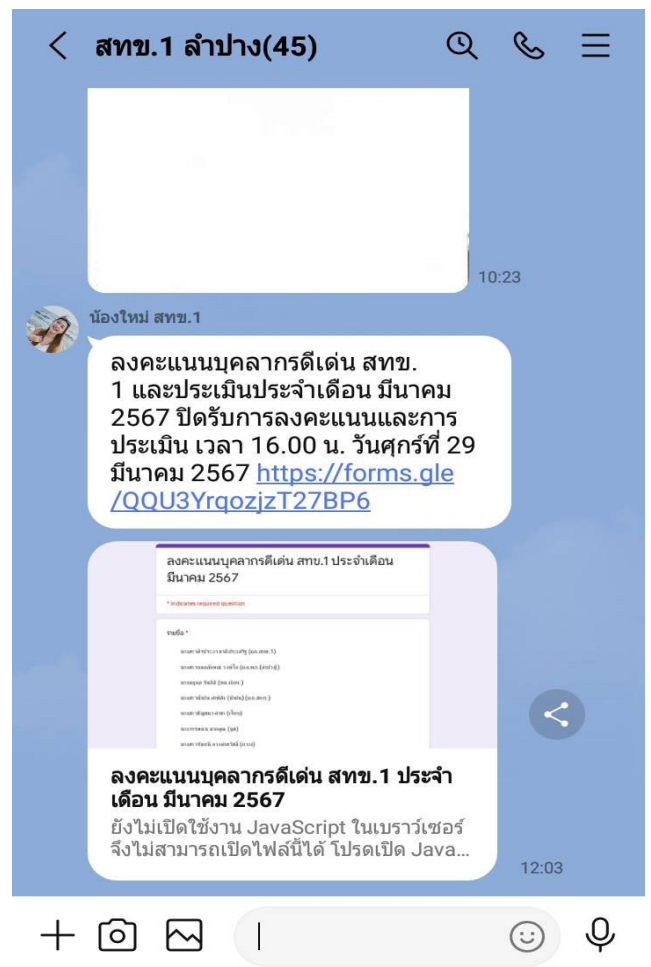 สทข.1 ลำปาง(45)
10:23
น้องใหม่ สทข.1
ลงคะแนนบุคลากรดีเด่น สทข.
1 และประเมินประจำเดือน มีนาคม
2567 ปิดรับการลงคะแนนและการ
ประเมิน เวลา 16.00 น. วันศุกร์ที่ 29
มีนาคม 2567 https://forms.gle
/QQU3YrqozjzT27BP6
ลงคะแนนบุคลากรดีเด่น สทข.1 ประจำเดือน
มีนาคม 2567
* Indicates required question
รายชื่อ *
ลงคะแนนบุคลากรดีเด่น สทข.1 ประจำ
เดือน มีนาคม 2567
ยังไม่เปิดใช้งาน JavaScript ในเบราว์เซอร์
จึงไม่สามารถเปิดไฟล์นี้ได้ โปรดเปิด Java...
12:03